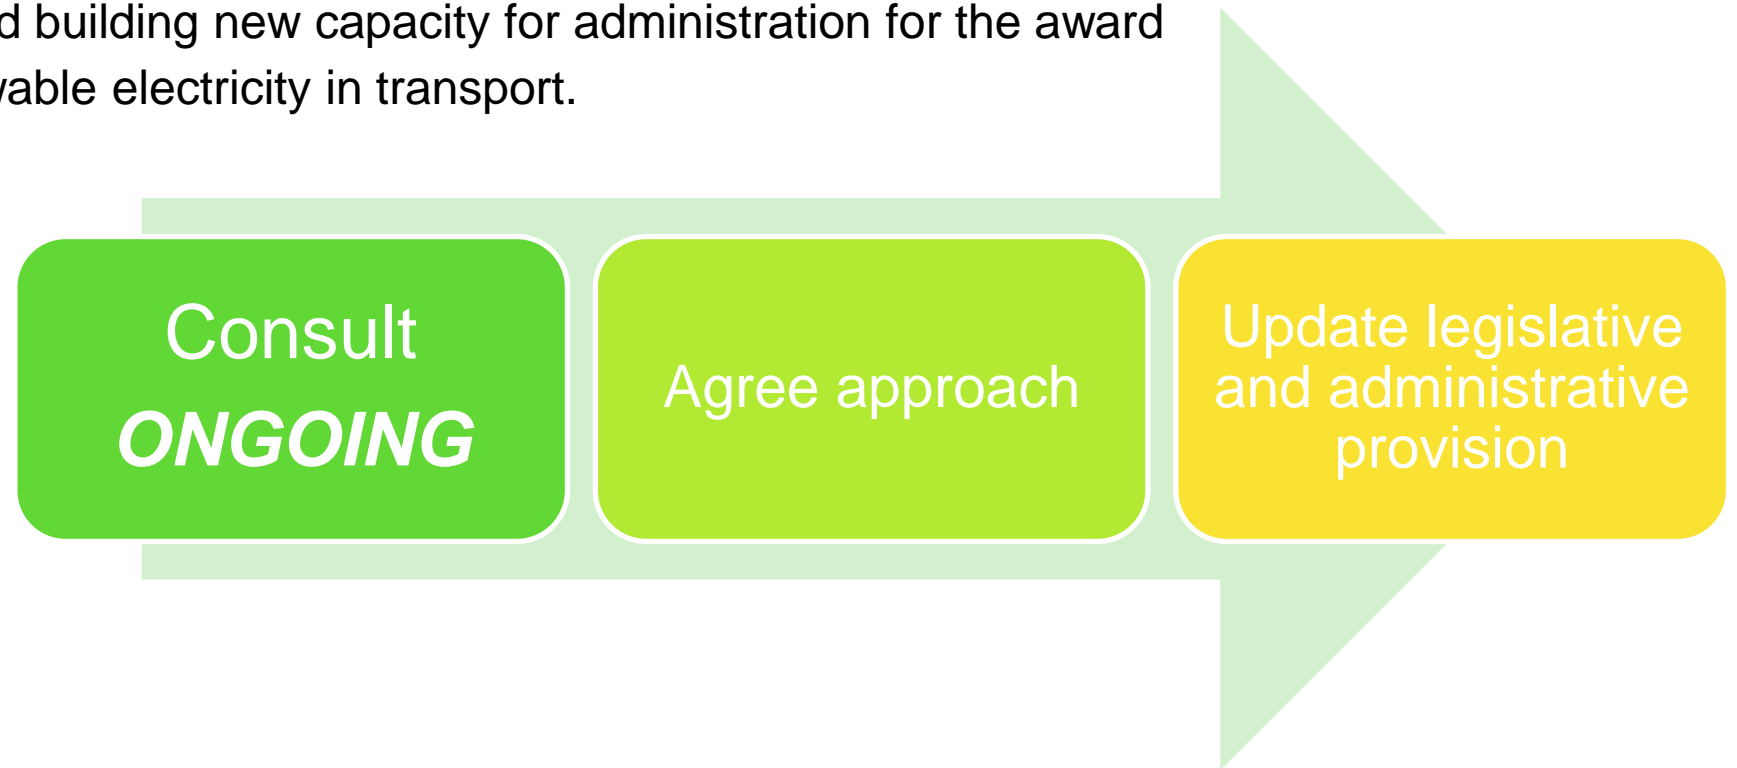 building new capacity for administration for the award
electricity in transport.
Consult
ONGOING
Agree approach
Update legislative
and administrative
provision